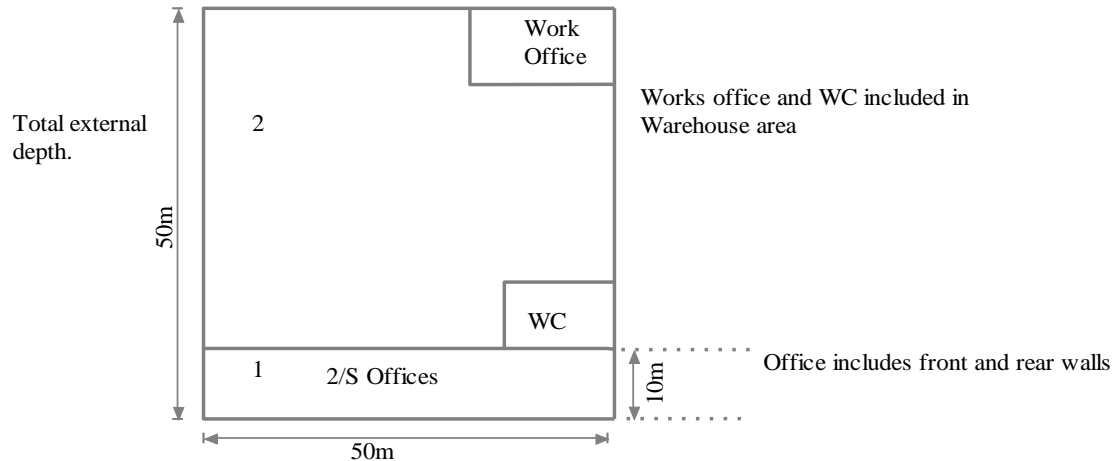 Work
Office
Works office and WC included in
Warehouse area
Total external
depth.
2
50m
WC
1
2/S Offices
10m
Office includes front and rear walls
50m